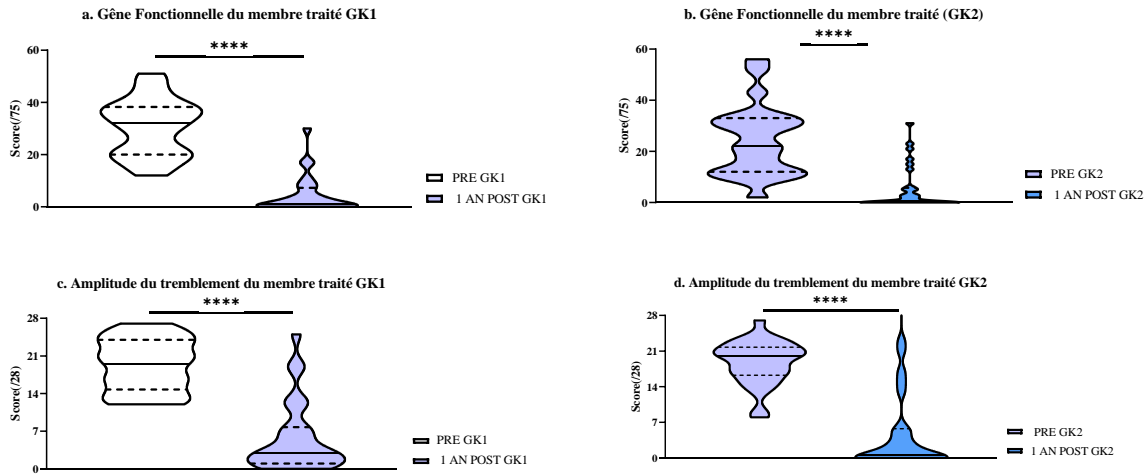 a. Gêne Fonctionnelle du membre traité GK1
****
60
40
20
0
Score(/75)
PRE GK1
1 AN POST GK1
b. Gêne Fonctionnelle du membre traité (GK2)
****
60
40
20
0
Score(/75)
PRE GK2
1 AN POST GK2
c. Amplitude du tremblement du membre traité GK1
****
28
21
14
7
0
Score(/28)
PRE GK1
1 AN POST GK1
d. Amplitude du tremblement du membre traité GK2
****
28
21
14
7
0
Score(/28)
PRE GK2
1 AN POST GK2